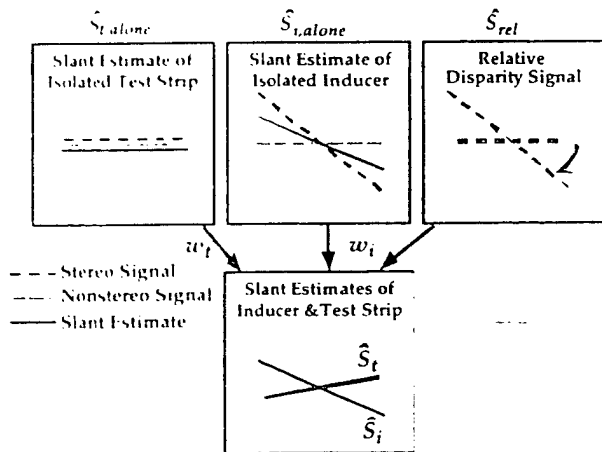 Ŝt,alone
Ŝi,alone
Ŝrel
Slant Estimate of
Isolated Test Strip
Slant Estimate of
Isolated Inducer
Relative
Disparity Signal
wt
wi
Stereo Signal
Nonstereo Signal
Slant Estimate
Slant Estimates of
Inducer & Test Strip
Ŝt
Ŝi